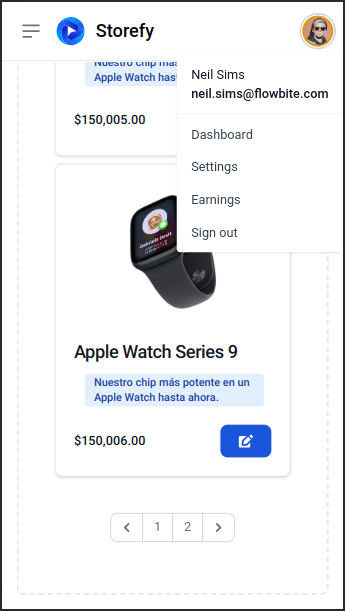 Storefy
Neil Sims
neil.sims@flowbite.com
Nuestro chip más
Apple Watch hast
$150,005.00
Dashboard
Settings
Earnings
Sign out
Apple Watch Series 9
Nuestro chip más potente en un
Apple Watch hasta ahora.
$150,006.00
1
2